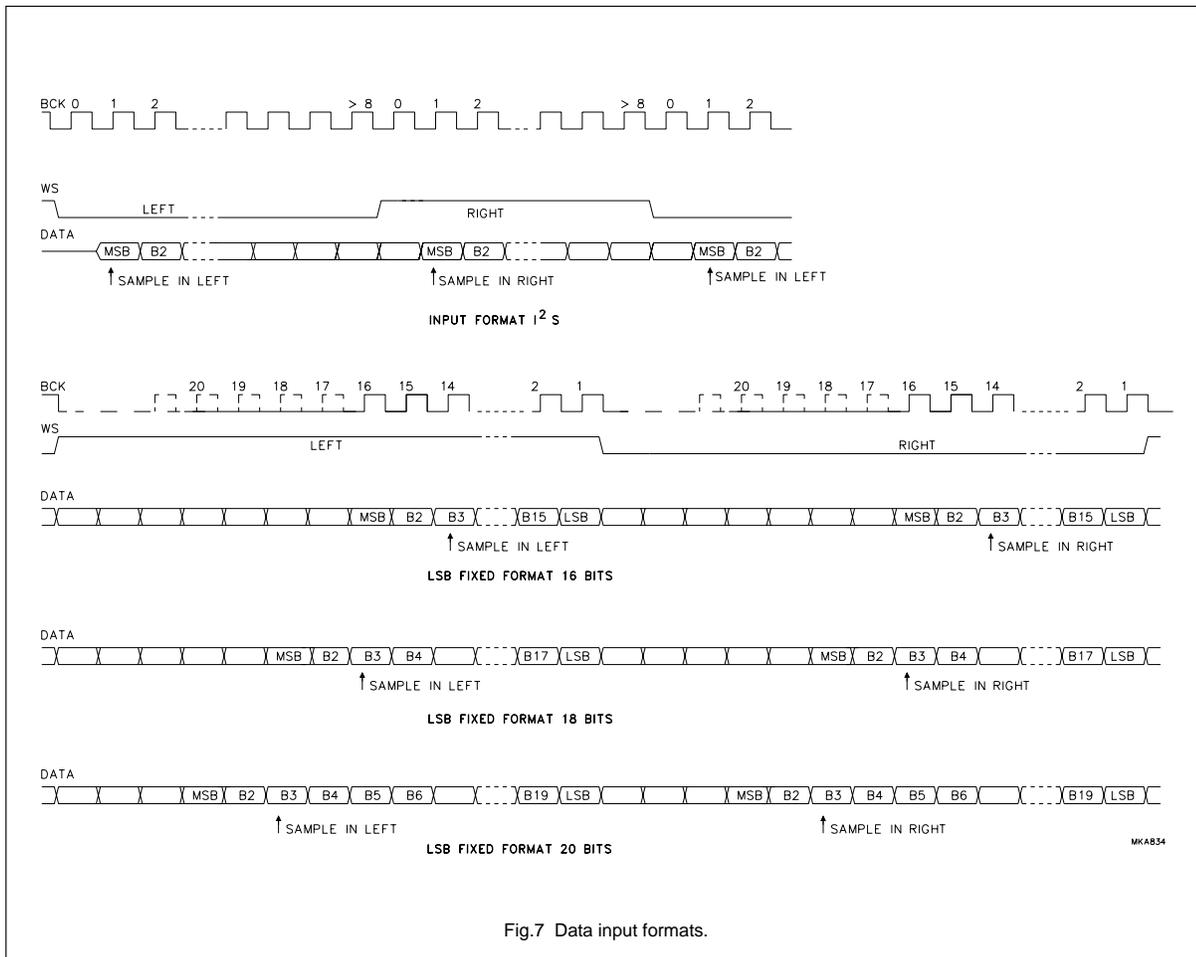 BCK 0 1 2 > 8 0 1 2 > 8 0 1 2
WS
LEFT RIGHT
DATA
MSB B2 MSB B2 MSB B2
SAMPLE IN LEFT SAMPLE IN RIGHT SAMPLE IN LEFT
INPUT FORMAT I² S
BCK 20 19 18 17 16 15 14 2 1 20 19 18 17 16 15 14 2 1
WS
LEFT RIGHT
DATA
MSB B2 B3 B15 LSB MSB B2 B3 B15 LSB
SAMPLE IN LEFT SAMPLE IN RIGHT
LSB FIXED FORMAT 16 BITS
DATA
MSB B2 B3 B4 B17 LSB MSB B2 B3 B4 B17 LSB
SAMPLE IN LEFT SAMPLE IN RIGHT
LSB FIXED FORMAT 18 BITS
DATA
MSB B2 B3 B4 B5 B6 B19 LSB MSB B2 B3 B4 B5 B6 B19 LSB
SAMPLE IN LEFT SAMPLE IN RIGHT
LSB FIXED FORMAT 20 BITS
MKA834
Fig.7 Data input formats.